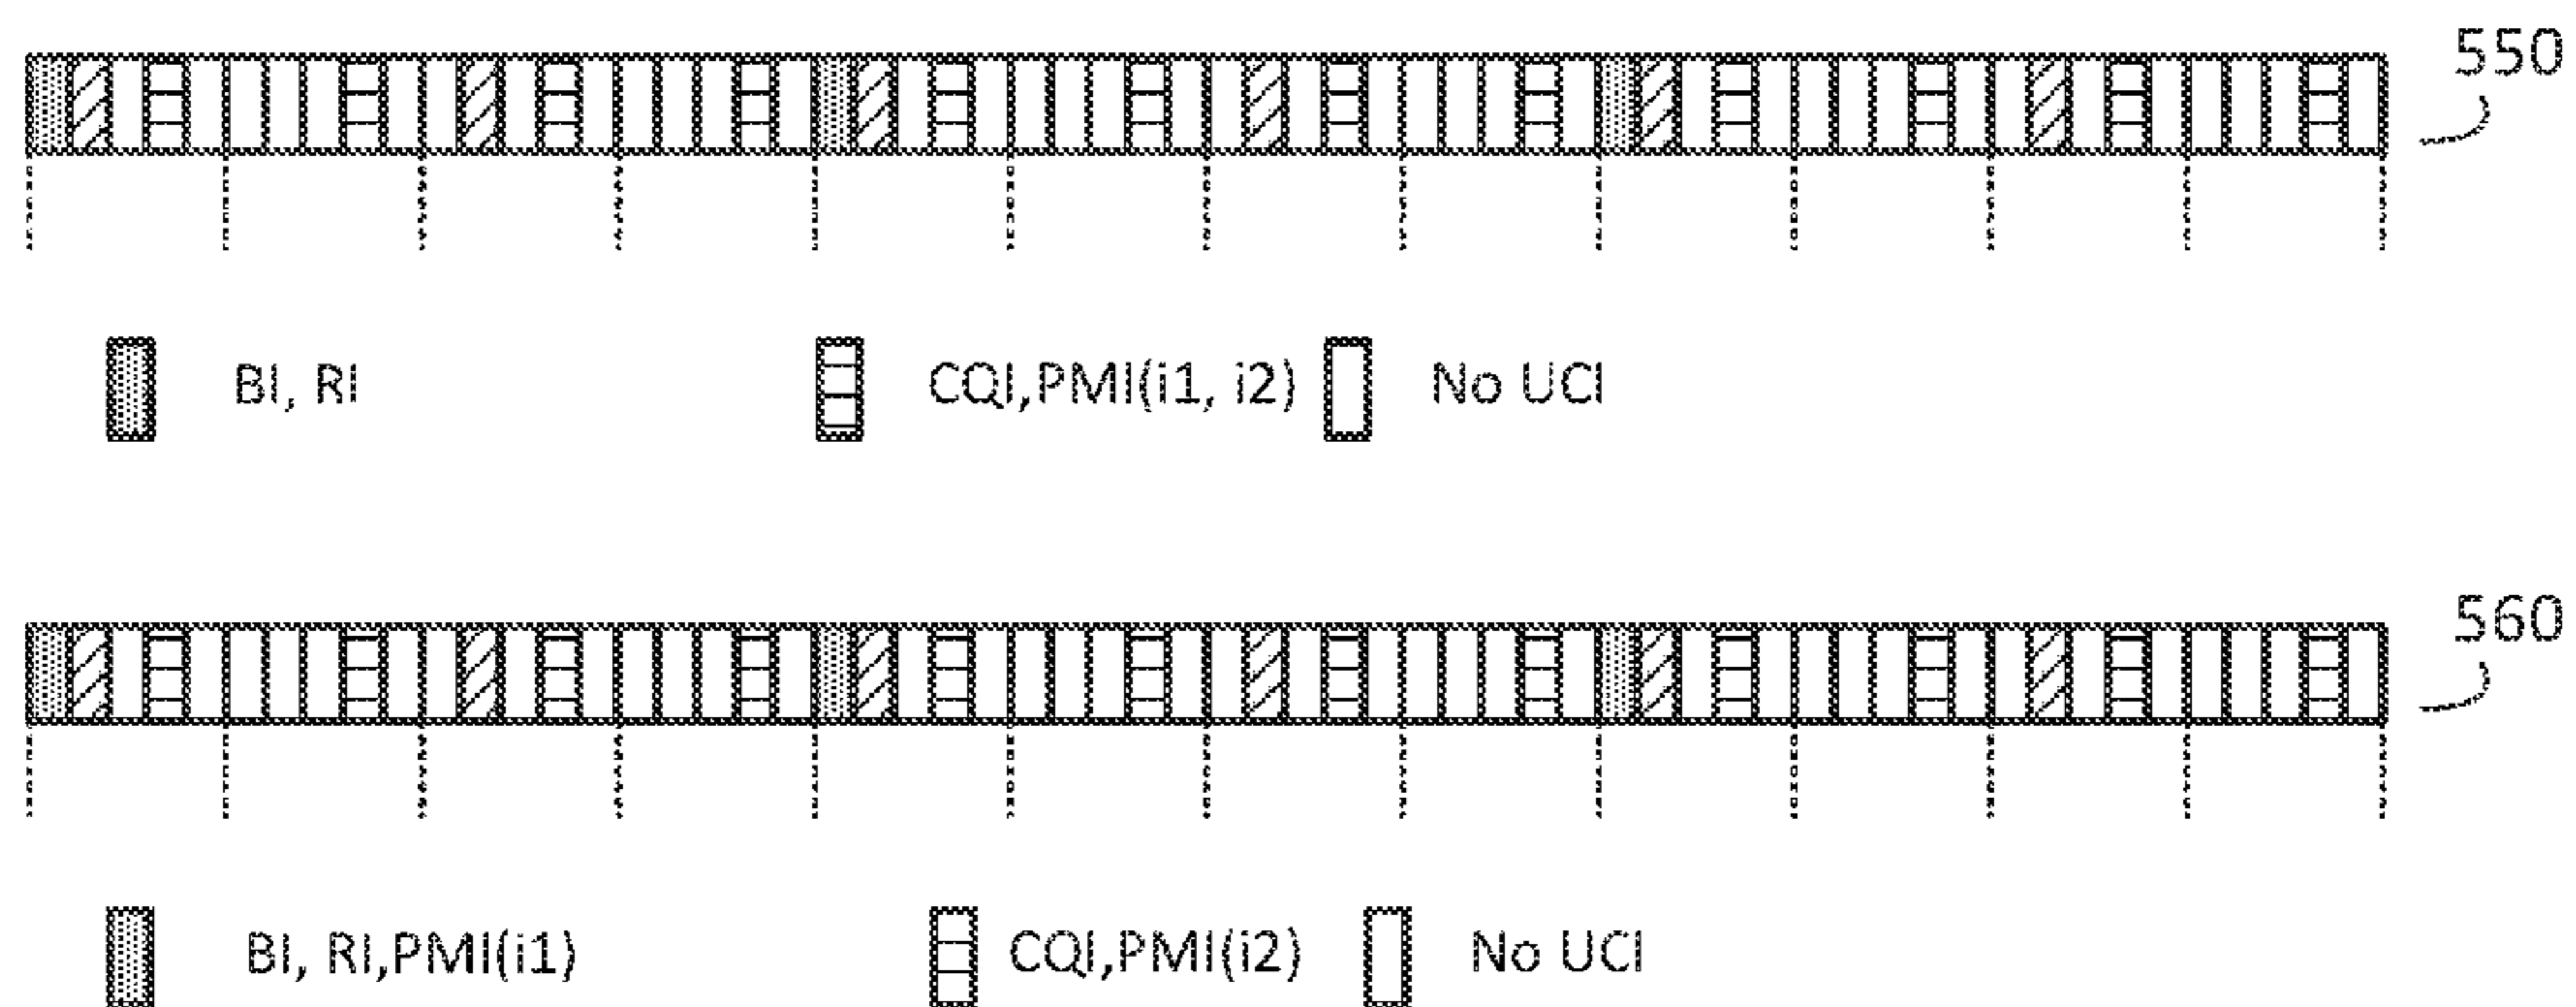 550
BI, RI CQI,PMI(i1, i2) No UCI
560
BI, RI,PMI(i1) CQI,PMI(i2) No UCI